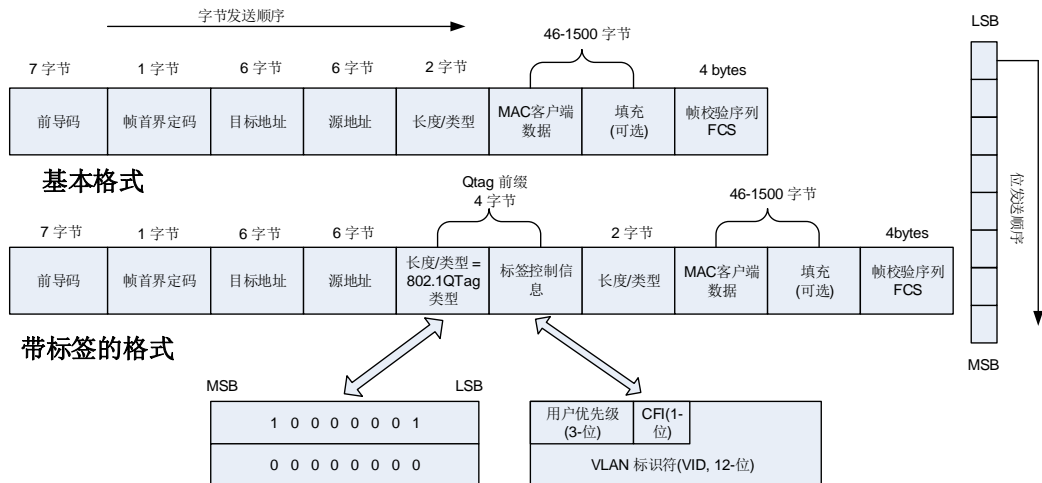 字节发送顺序
46-1500 字节
7 字节
1 字节
6 字节
6 字节
2 字节
4 bytes
前导码
帧首界定码
目标地址
源地址
长度/类型
MAC客户端
数据
填充
(可选)
帧校验序列
FCS
基本格式
Qtag 前缀
4 字节
46-1500 字节
7 字节
1 字节
6 字节
6 字节
2 字节
4bytes
前导码
帧首界定码
目标地址
源地址
长度/类型 =
802.1QTag
类型
标签控制信
息
长度/类型
MAC客户端
数据
填充
(可选)
帧校验序列
FCS
带标签的格式
MSB
LSB
1 0 0 0 0 0 0 1
0 0 0 0 0 0 0 0
用户优先级
(3-位)
CFI(1-
位)
VLAN 标识符(VID, 12-位)
LSB
位发送顺序
MSB